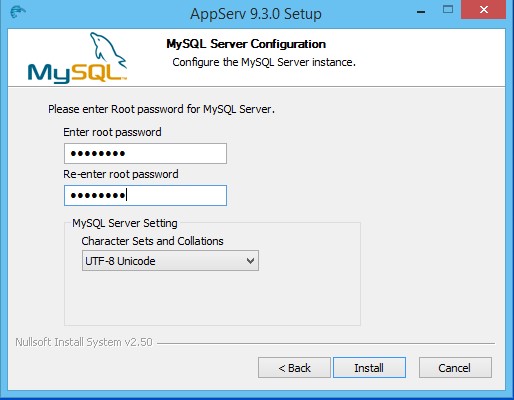 AppServ 9.3.0 Setup
MySQL
MySQL Server Configuration
Configure the MySQL Server instance.
Please enter Root password for MySQL Server.
Enter root password
●●●●●●●●
Re-enter root password
●●●●●●●●
MySQL Server Setting
Character Sets and Collations
UTF-8 Unicode
Nullsoft Install System v2.50
< Back
Install
Cancel